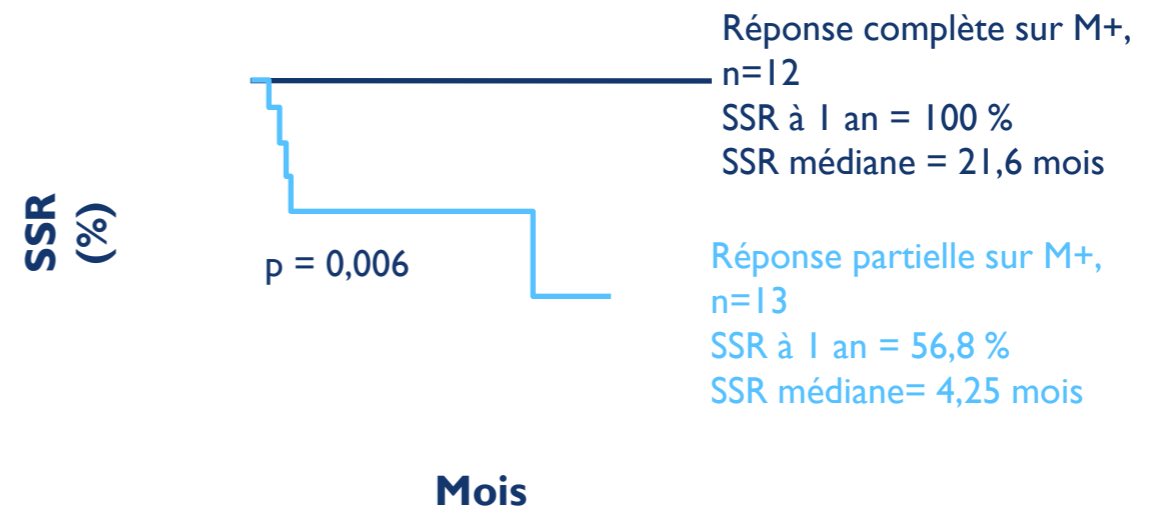 Réponse complète sur M+,
n=12
SSR à 1 an = 100 %
SSR médiane = 21,6 mois
SSR
(%)
p = 0,006
Réponse partielle sur M+,
n=13
SSR à 1 an = 56,8 %
SSR médiane= 4,25 mois
Mois